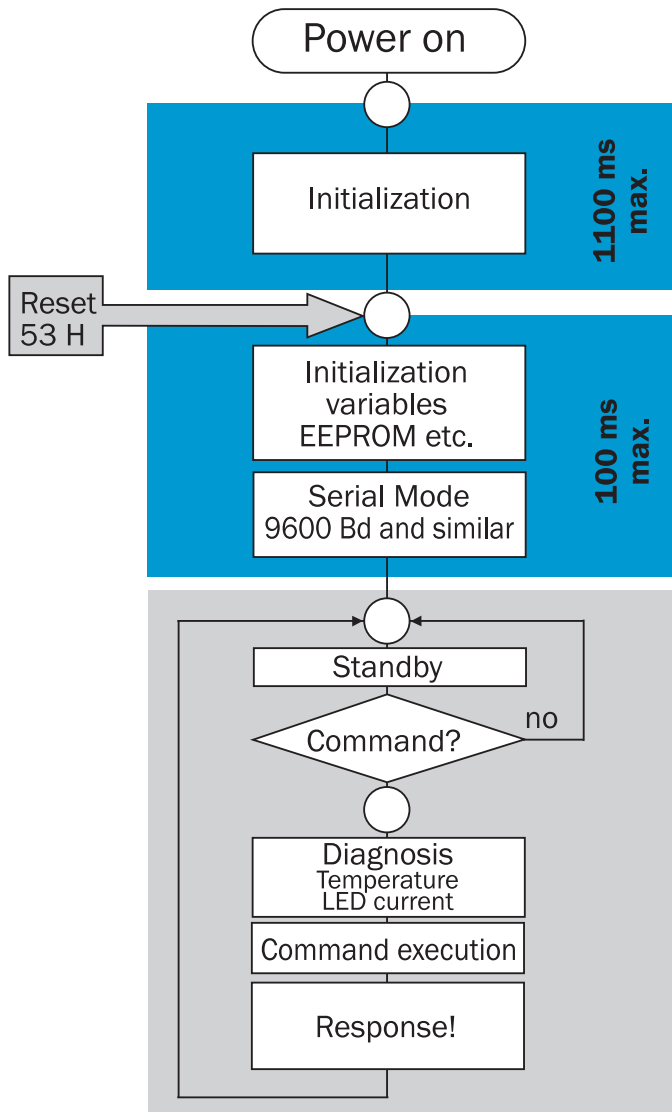 Power on
Initialization
1100 ms
max.
Reset
53 H
Initialization
variables
EEPROM etc.
Serial Mode
9600 Bd and similar
100 ms
max.
Standby
Command?
no
Diagnosis
Temperature
LED current
Command execution
Response!